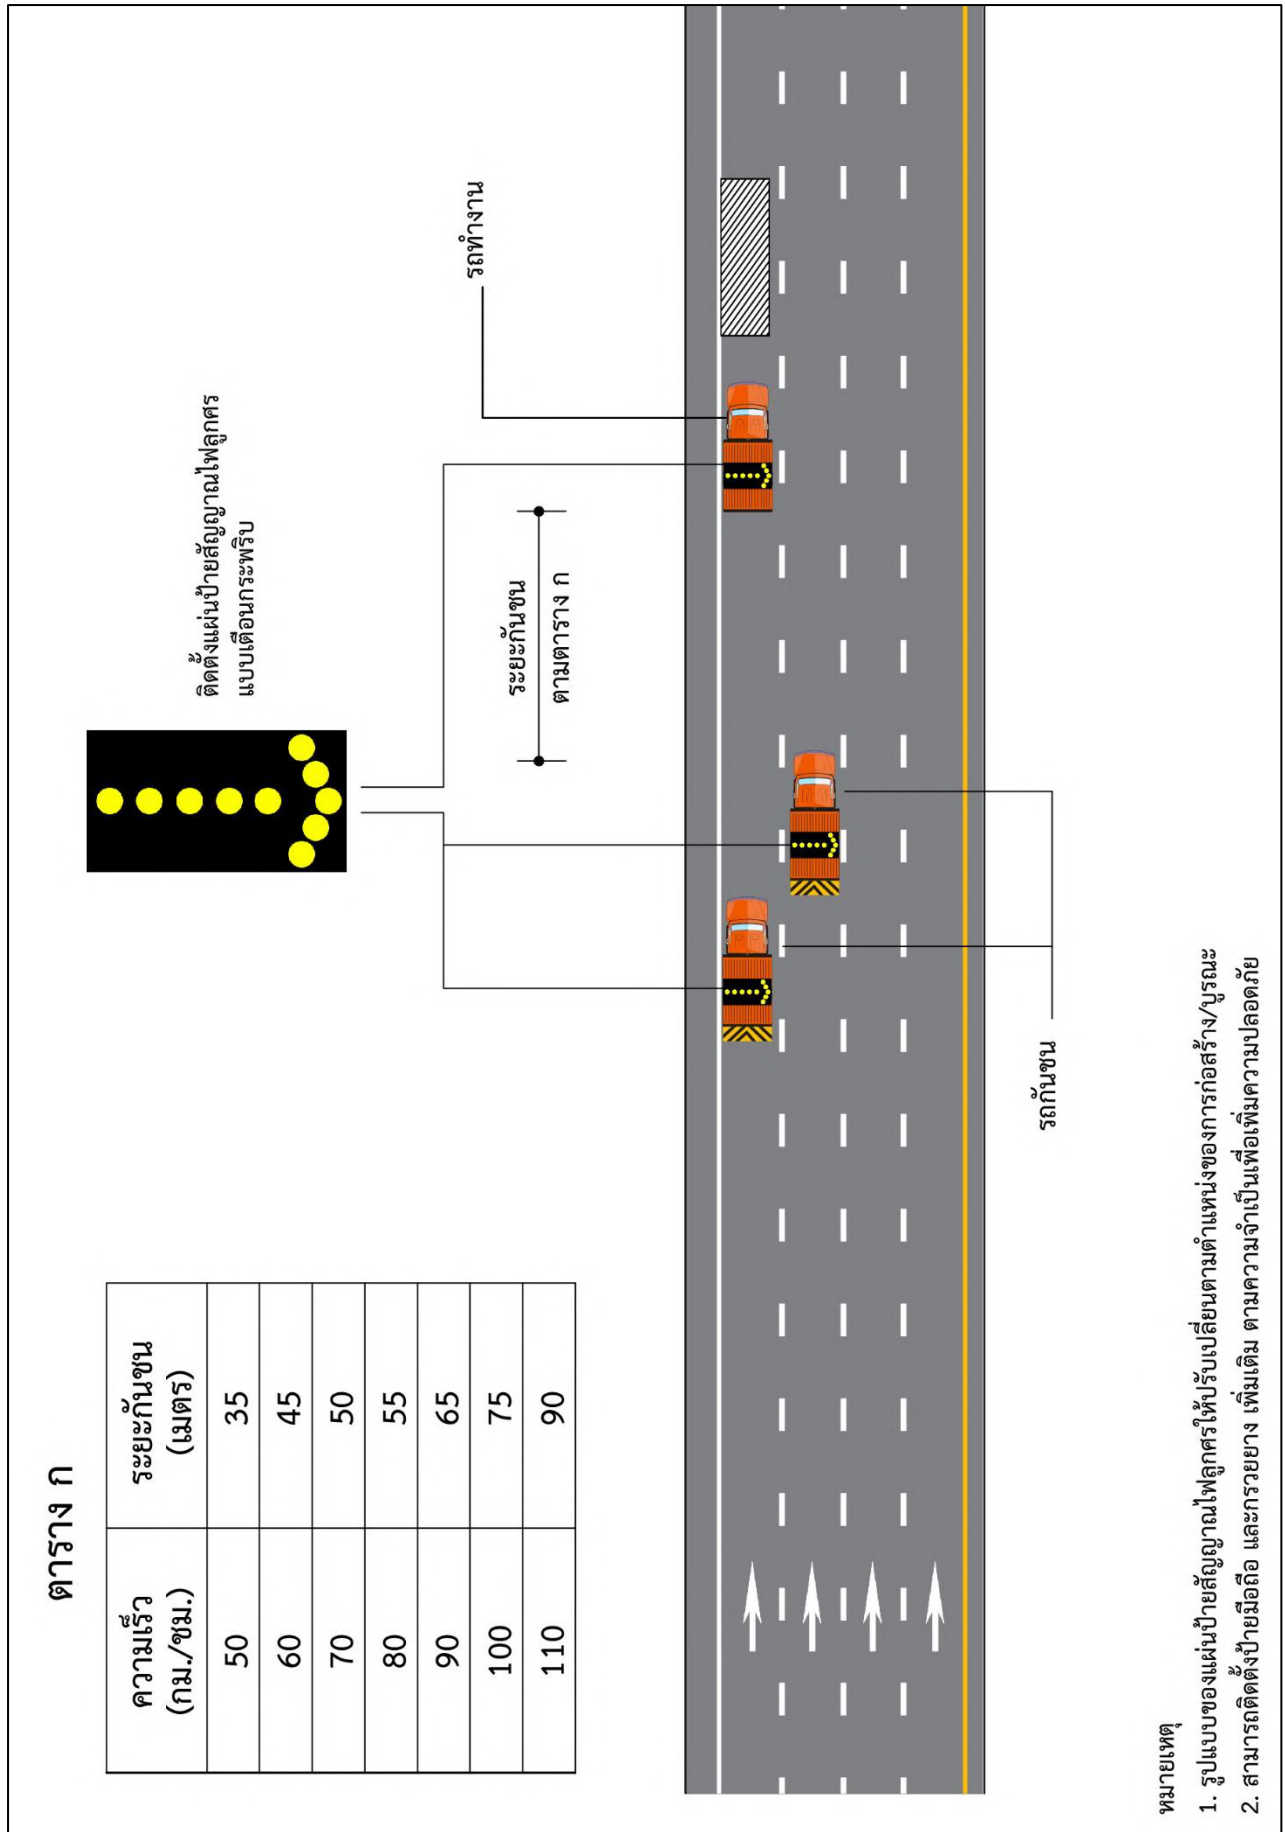 ตาราง ก
ความเร็ว ระยะกันชน
(กม./ชม.) (เมตร)
50 35
60 45
70 50
80 55
90 65
100 75
110 90
ติดตั้งแผ่นป้ายสัญญาณไฟลูกศร
แบบเตือนกระพริบ
รถทำงาน
ระยะกันชน
ตามตาราง ก
รถกันชน
หมายเหตุ
1. รูปแบบของแผ่นป้ายสัญญาณไฟลูกศรให้ปรับเปลี่ยนตามตำแหน่งของการก่อสร้าง/บูรณะ
2. สามารถติดตั้งป้ายมือถือ และกรวยยาง เพิ่มเติม ตามความจำเป็นเพื่อเพิ่มความปลอดภัย